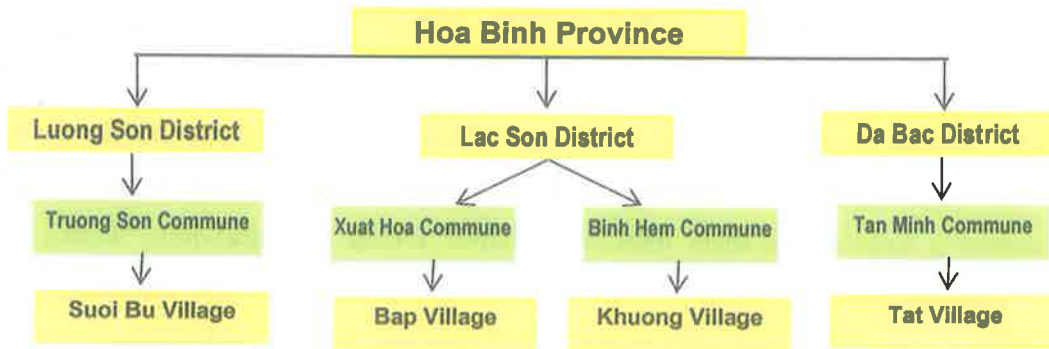 Hoa Binh Province
Luong Son District
Lac Son District
Da Bac District
Truong Son Commune
Xuat Hoa Commune
Binh Hem Commune
Tan Minh Commune
Suoi Bu Village
Bap Village
Khuong Village
Tat Village